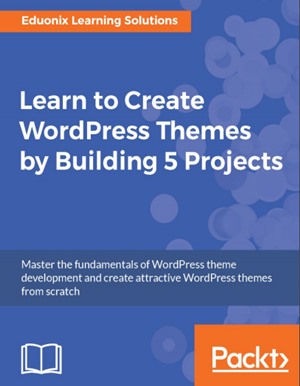 Eduonix Learning Solutions
Learn to Create
WordPress Themes
by Building 5 Projects
Master the fundamentals of WordPress theme
development and create attractive WordPress themes
from scratch
Packt>